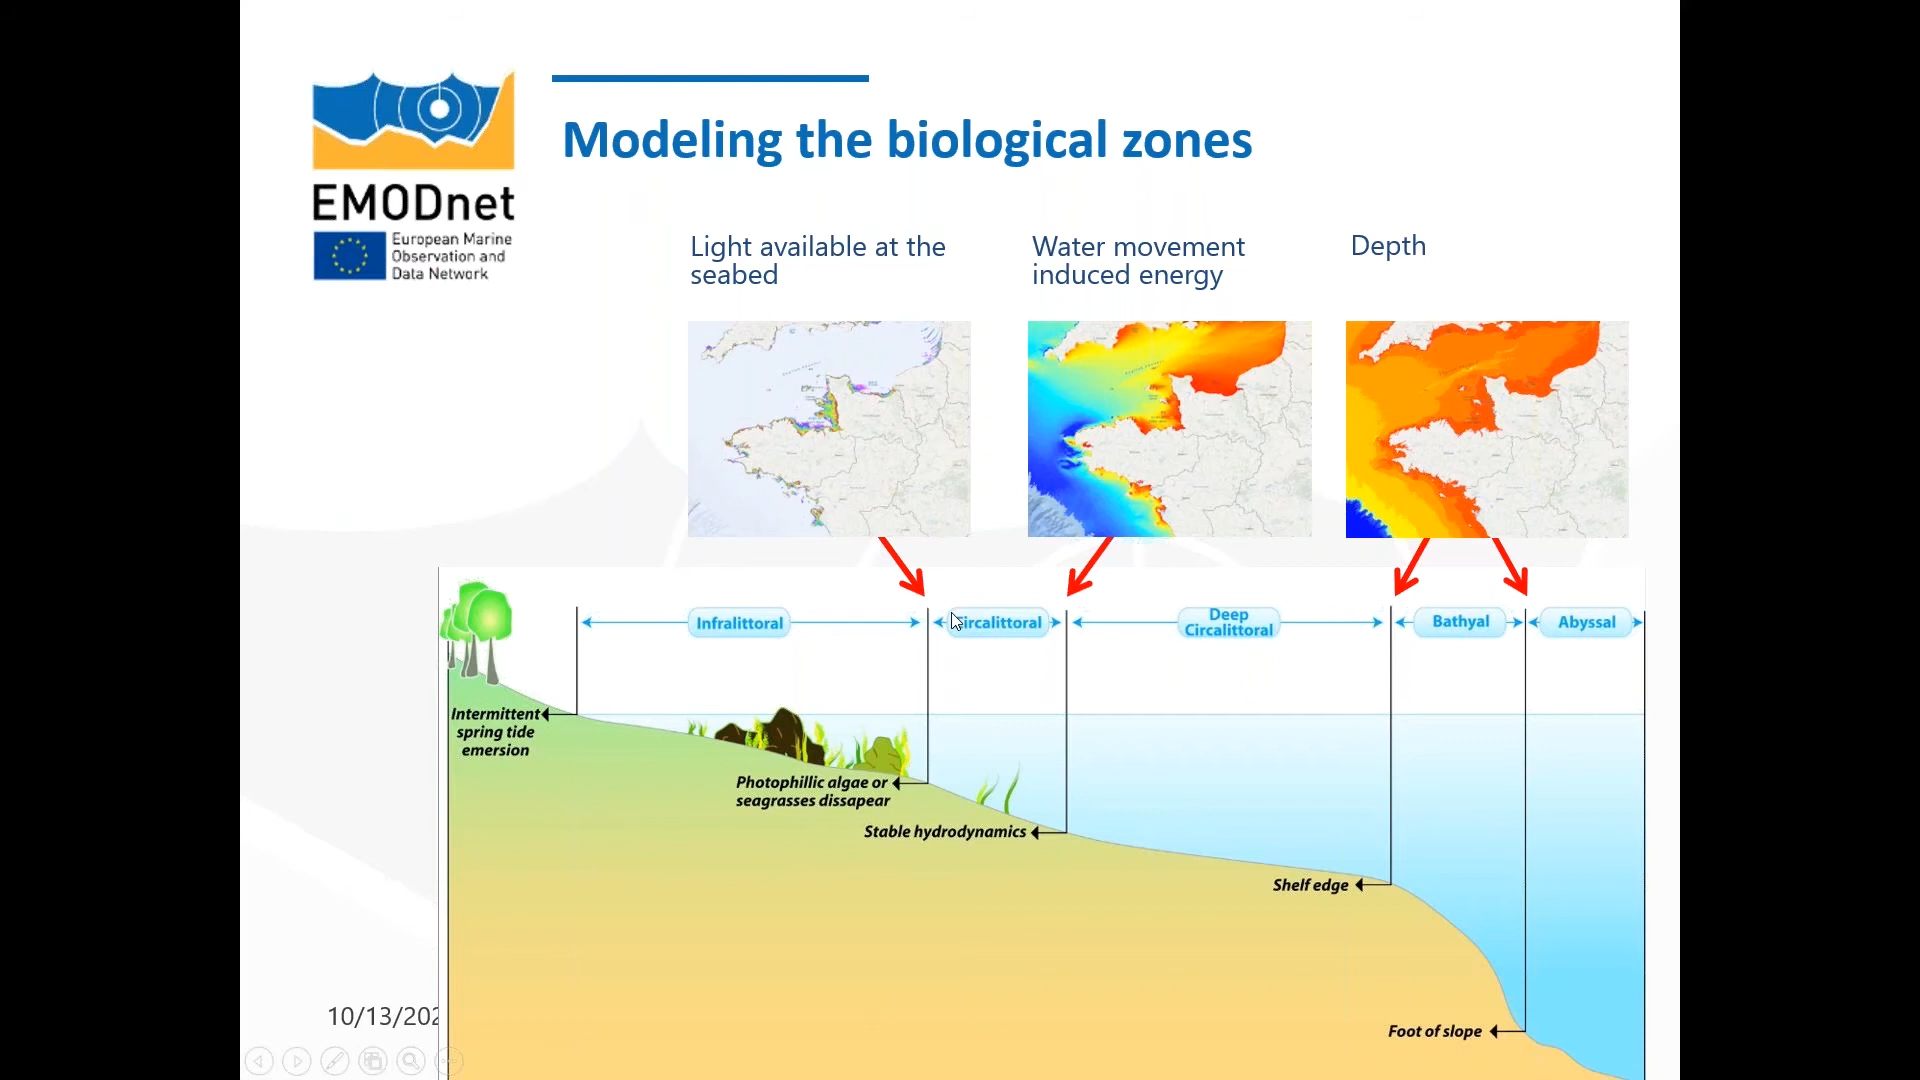 Modeling the biological zones
EMODnet
European Marine
Observation and
Data Network
Light available at the
seabed
Water movement
induced energy
Depth
Infralittoral
Circalittoral
Deep
Circalittoral
Bathyal
Abyssal
Intermittent
spring tide
emersion
Photophillic algae or
seagrasses dissapear
Stable hydrodynamics
Shelf edge
Foot of slope
10/13/202